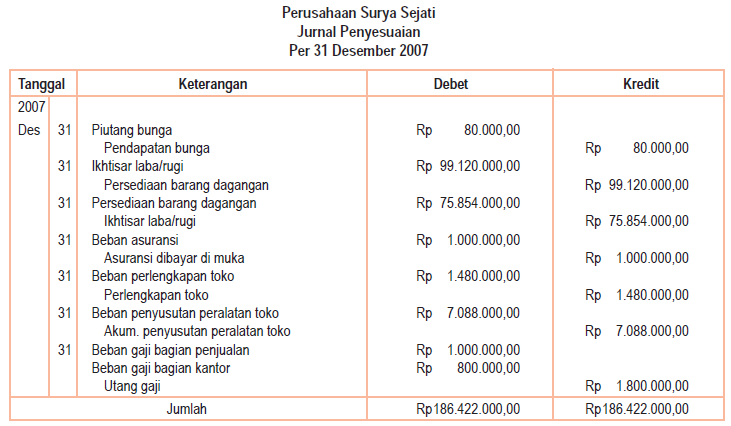 Perusahaan Surya Sejati
Jurnal Penyesuaian
Per 31 Desember 2007
Tanggal Keterangan Debet Kredit
2007
Des 31 Piutang bunga Rp 80.000,00
Pendapatan bunga Rp 80.000,00
31 Ikhtisar laba/rugi Rp 99.120.000,00
Persediaan barang dagangan Rp 99.120.000,00
31 Persediaan barang dagangan Rp 75.854.000,00
Ikhtisar laba/rugi Rp 75.854.000,00
31 Beban asuransi Rp 1.000.000,00
Asuransi dibayar di muka Rp 1.000.000,00
31 Beban perlengkapan toko Rp 1.480.000,00
Perlengkapan toko Rp 1.480.000,00
31 Beban penyusutan peralatan toko Rp 7.088.000,00
Akum. penyusutan peralatan toko Rp 7.088.000,00
31 Beban gaji bagian penjualan Rp 1.000.000,00
Beban gaji bagian kantor Rp 800.000,00
Utang gaji Rp 1.800.000,00
Jumlah Rp186.422.000,00 Rp186.422.000,00